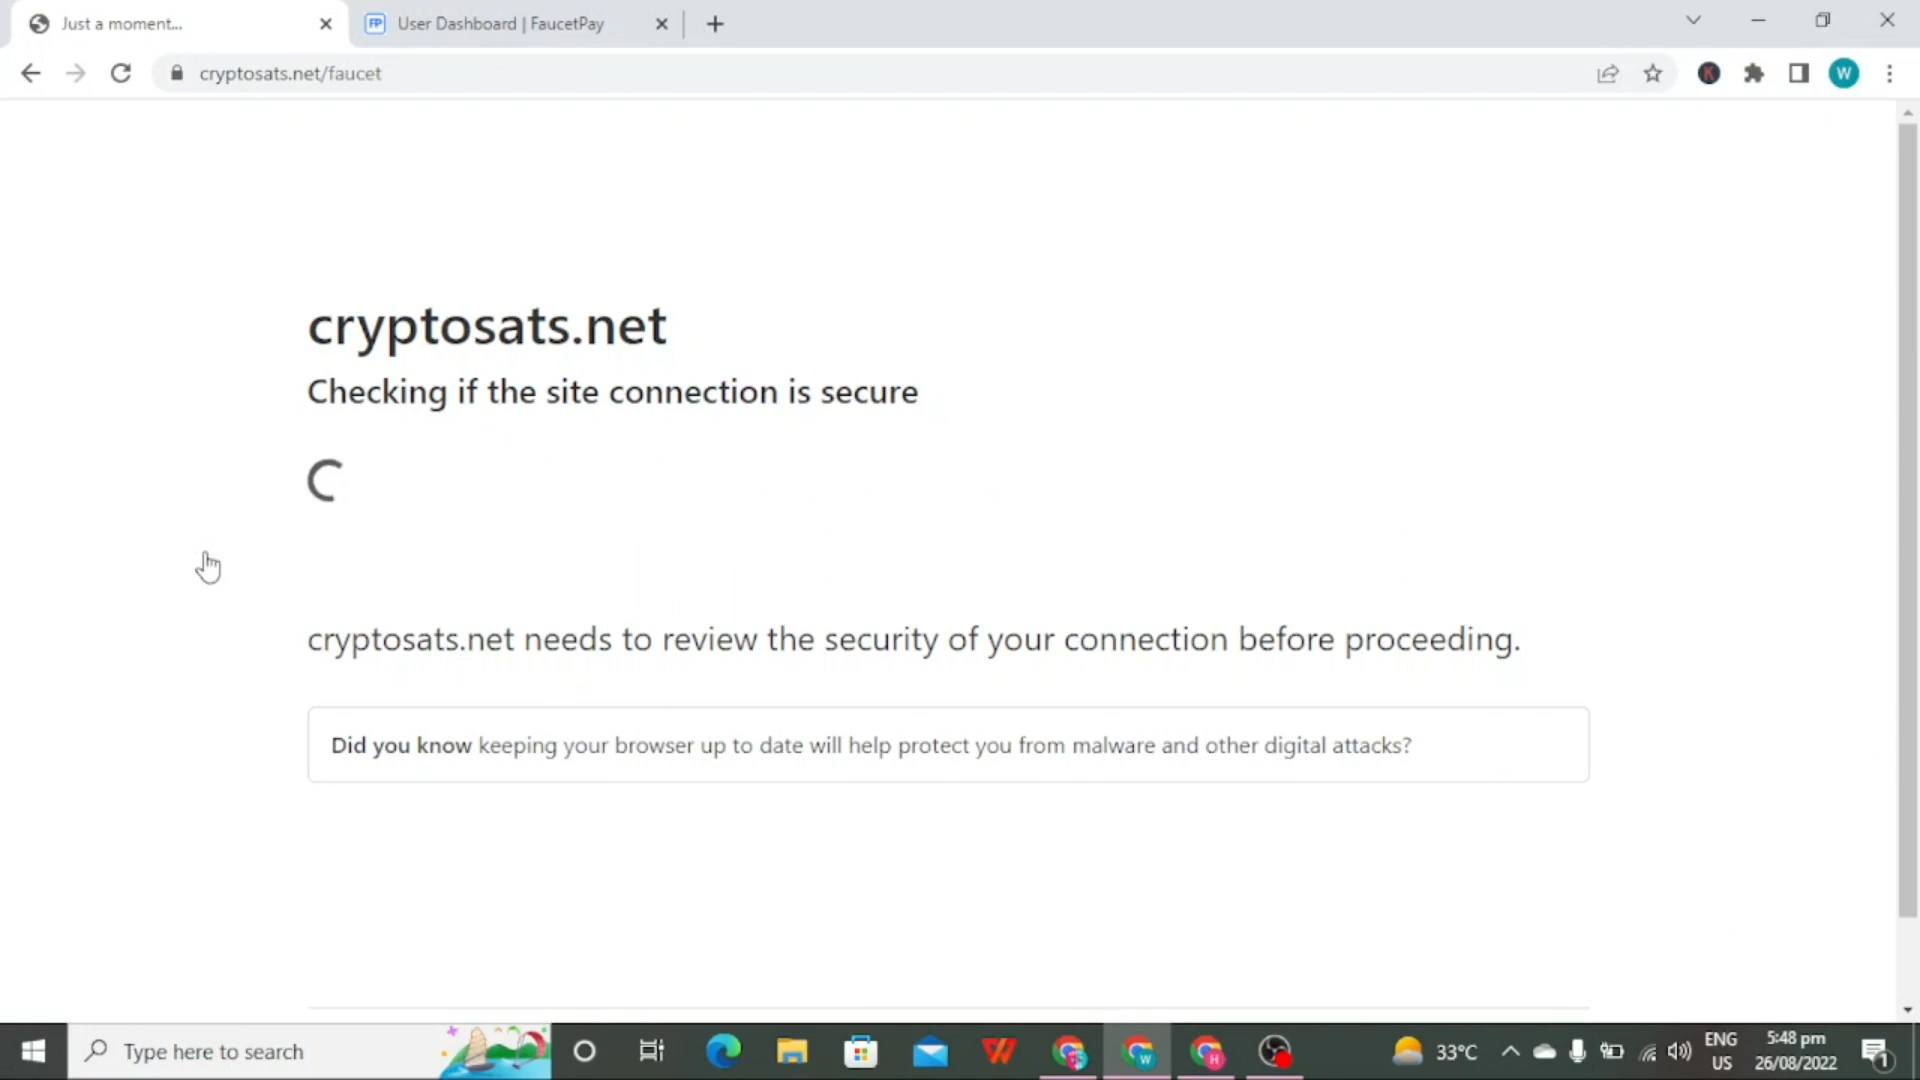 Just a moment...
FP
User Dashboard | FaucetPay
cryptosats.net/faucet
K
W
cryptosats.net
Checking if the site connection is secure
cryptosats.net needs to review the security of your connection before proceeding.
Did you know keeping your browser up to date will help protect you from malware and other digital attacks?
Type here to search
W
H
33°C
ENG
US
5:48 pm
26/08/2022
1